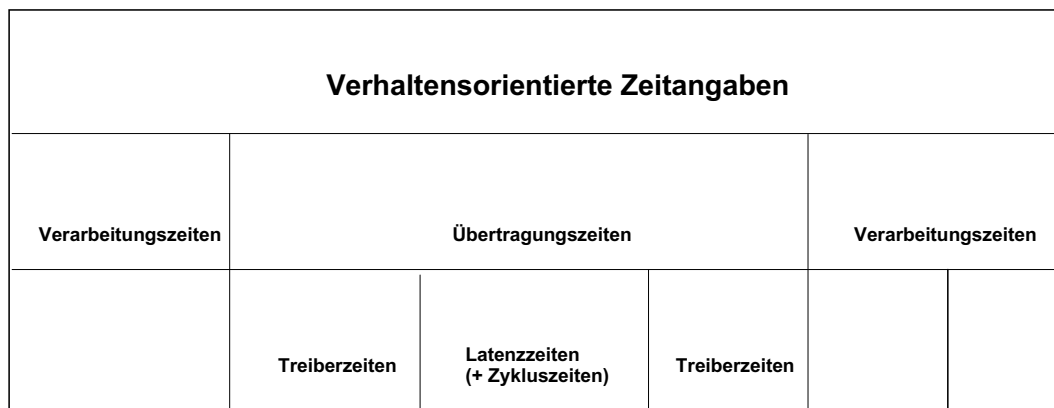 Verhaltensorientierte Zeitangaben
Verarbeitungszeiten
Übertragungszeiten
Verarbeitungszeiten
Treiberzeiten
Latenzzeiten
(+ Zykluszeiten)
Treiberzeiten